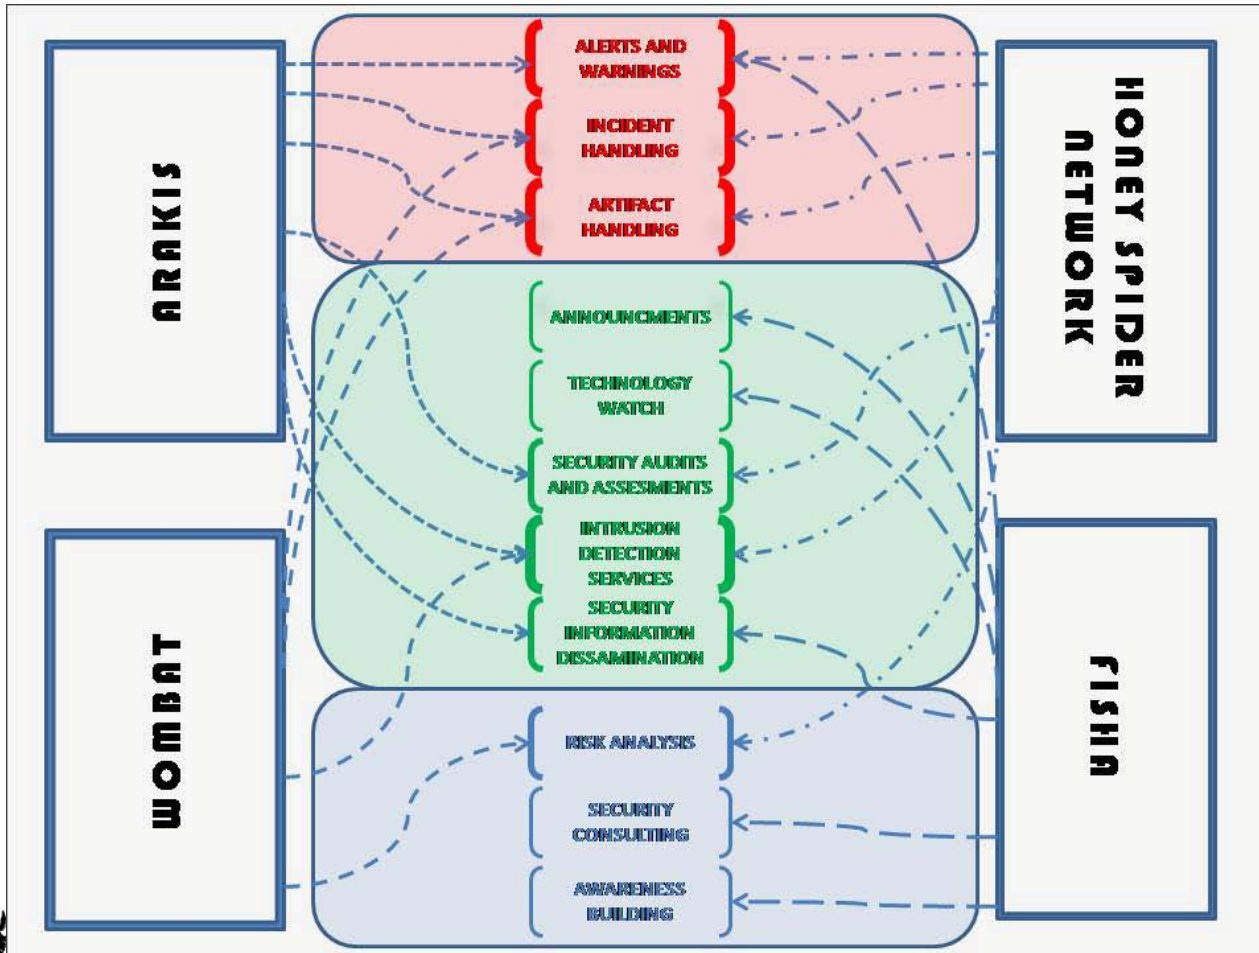 ARAKIS
WOMBAT
ALERTS AND
WARNINGS
INCIDENT
HANDLING
ARTIFACT
HANDLING
ANNOUNCMENTS
TECHNOLOGY
WATCH
SECURITY AUDITS
AND ASSESMENTS
INTRUSION
DETECTION
SERVICES
SECURITY
INFORMATION
DISSAMINATION
RISK ANALYSIS
SECURITY
CONSULTING
AWARENESS
BUILDING
HONEY SPIDER
NETWORK
FISHA